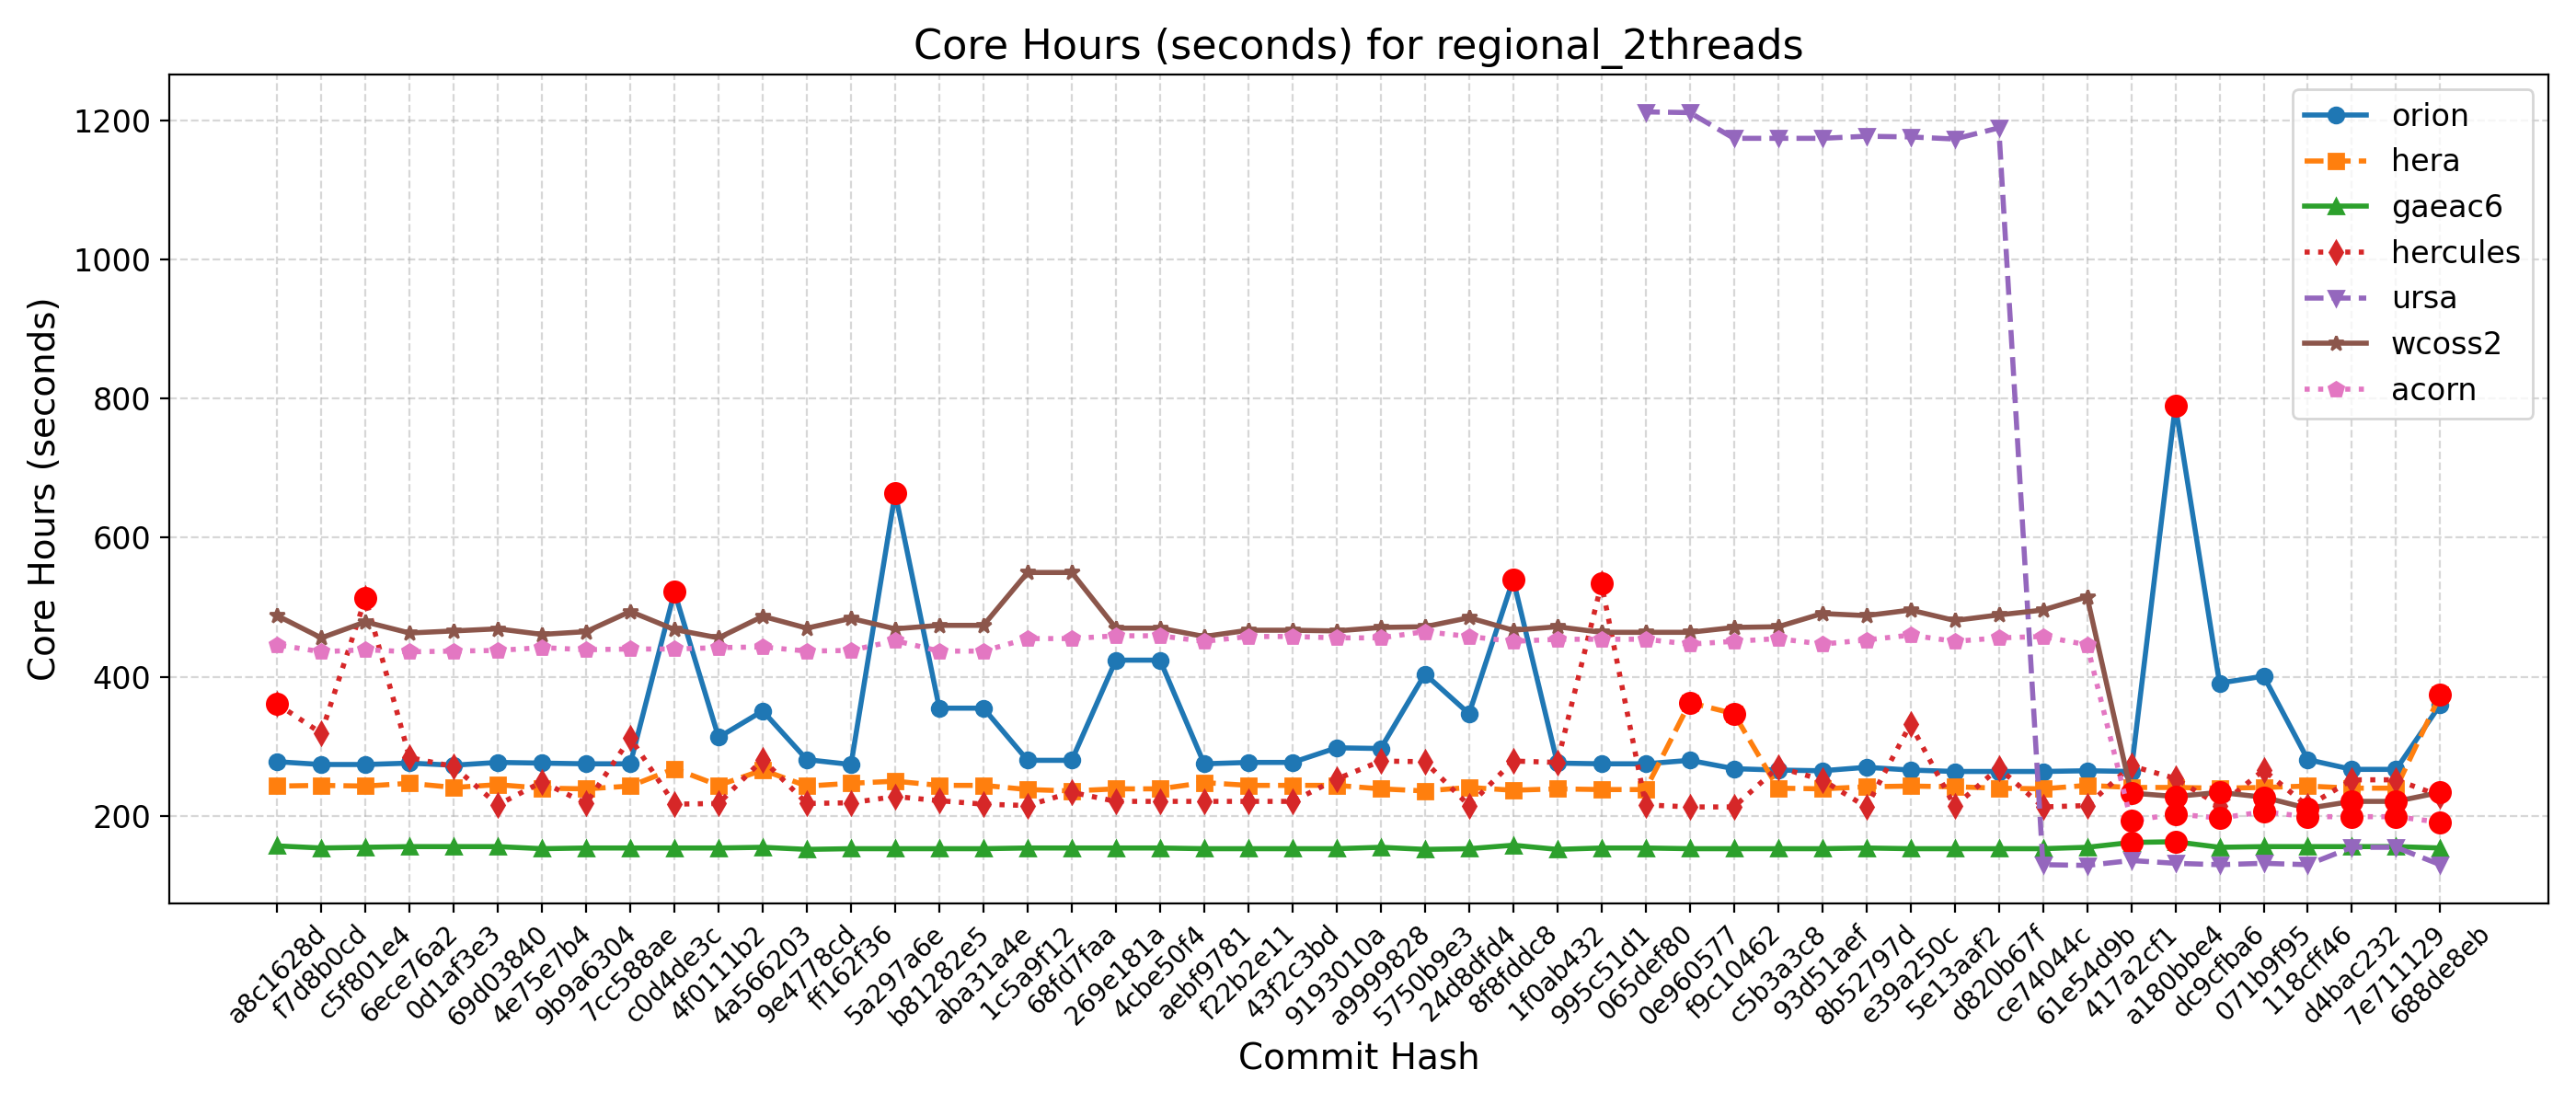 Core Hours (seconds) for regional_2threads
Core Hours (seconds)
1200
1000
800
600
400
200
orion
hera
gaeac6
hercules
ursa
wcoss2
acorn
a8c1628d
f7d8b0cd
c5f801e4
6ece76a2
0d1af3e3
69d03840
4e75e7b4
9b9a6304
7cc588ae
c0d4de3c
4f0111b2
4a566203
9e4778cd
ff162f36
5a297a6e
b81282e5
aba31a4e
1c5a9f12
68fd7faa
269e181a
4cbe50f4
aebf9781
f22b2e11
43f2c3bd
9193010a
a9999828
5750b9e3
24d8dfd4
8f8fddc8
1f0ab432
995c51d1
065def80
0e960577
f9c10462
c5b3a3c8
93d51aef
8b52797d
e39a250c
5e13aaf2
d820b67f
ce74044c
61e54d9b
417a2cf1
a180bbe4
dc9cfba6
071b9f95
118cff46
d4bac232
7e711129
688de8eb
Commit Hash